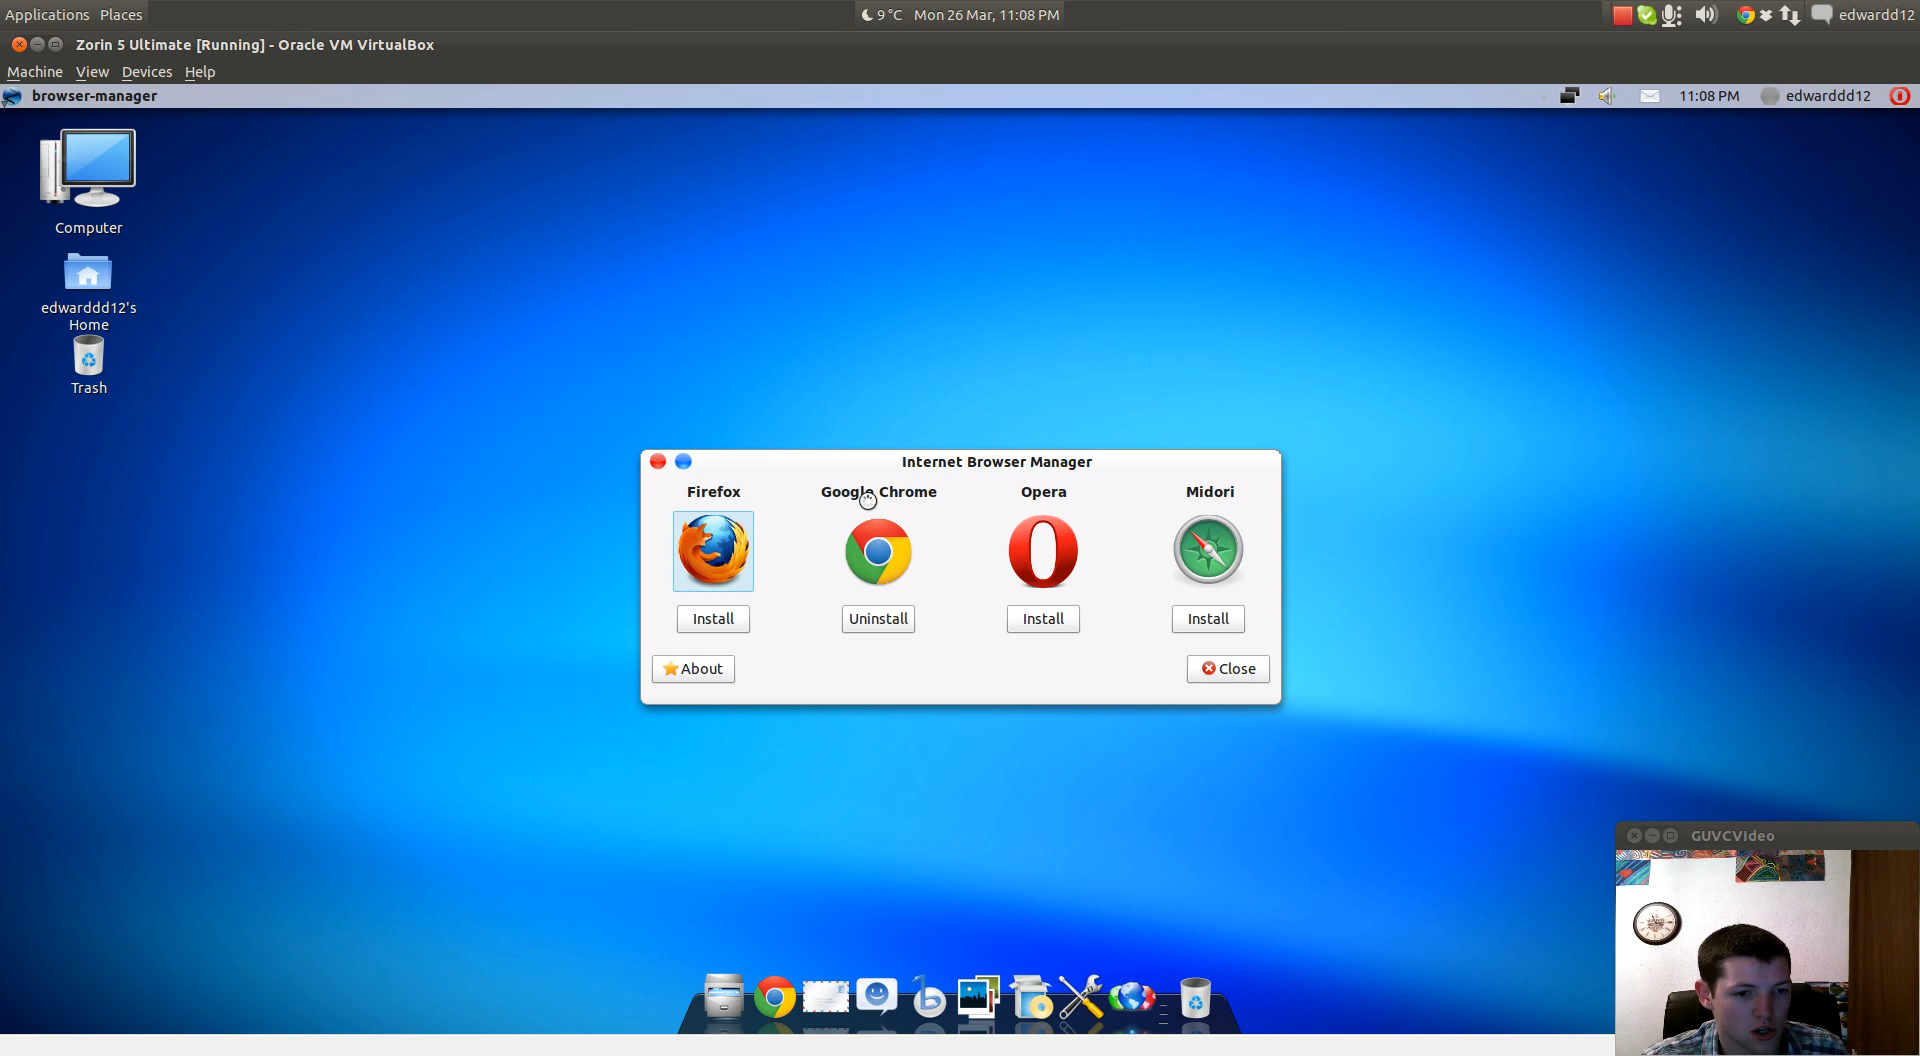 Applications Places
9 °C Mon 26 Mar, 11:08 PM
edwardd12
Zorin 5 Ultimate [Running] - Oracle VM VirtualBox
Machine View Devices Help
browser-manager
11:08 PM edwarddd12
Computer
edwarddd12's
Home
Trash
Internet Browser Manager
Firefox Google Chrome Opera Midori
Install Uninstall Install Install
About Close
GUVCVIdeo